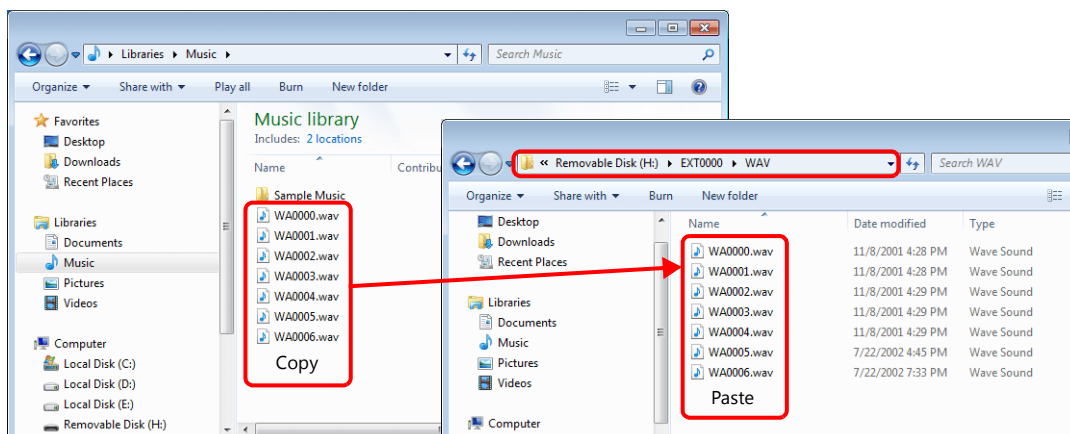 Libraries Music
Search Music
Organize Share with Play all Burn New folder
Favorites
Desktop
Downloads
Recent Places
Libraries
Documents
Music
Pictures
Videos
Computer
Local Disk (C:)
Local Disk (D:)
Local Disk (E:)
Removable Disk (H:)
Music library
Includes: 2 locations
Name Contribu
Sample Music
WA0000.wav
WA0001.wav
WA0002.wav
WA0003.wav
WA0004.wav
WA0005.wav
WA0006.wav
Copy
« Removable Disk (H:) EXT0000 WAV
Search WAV
Organize Share with Burn New folder
Desktop
Downloads
Recent Places
Libraries
Documents
Music
Pictures
Videos
Computer
Name Date modified Type
WA0000.wav 11/8/2001 4:28 PM Wave Sound
WA0001.wav 11/8/2001 4:28 PM Wave Sound
WA0002.wav 11/8/2001 4:29 PM Wave Sound
WA0003.wav 11/8/2001 4:29 PM Wave Sound
WA0004.wav 11/8/2001 4:29 PM Wave Sound
WA0005.wav 7/22/2002 4:45 PM Wave Sound
WA0006.wav 7/22/2002 7:33 PM Wave Sound
Paste